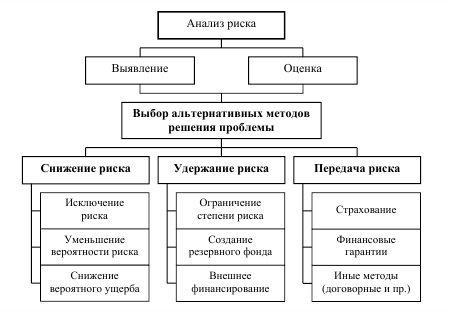 Анализ риска
Выявление
Оценка
Выбор альтернативных методов
решения проблемы
Снижение риска
Удержание риска
Передача риска
Исключение
риска
Уменьшение
вероятности риска
Снижение
вероятного ущерба
Ограничение
степени риска
Создание
резервного фонда
Внешнее
финансирование
Страхование
Финансовые
гарантии
Иные методы
(договорные и пр.)